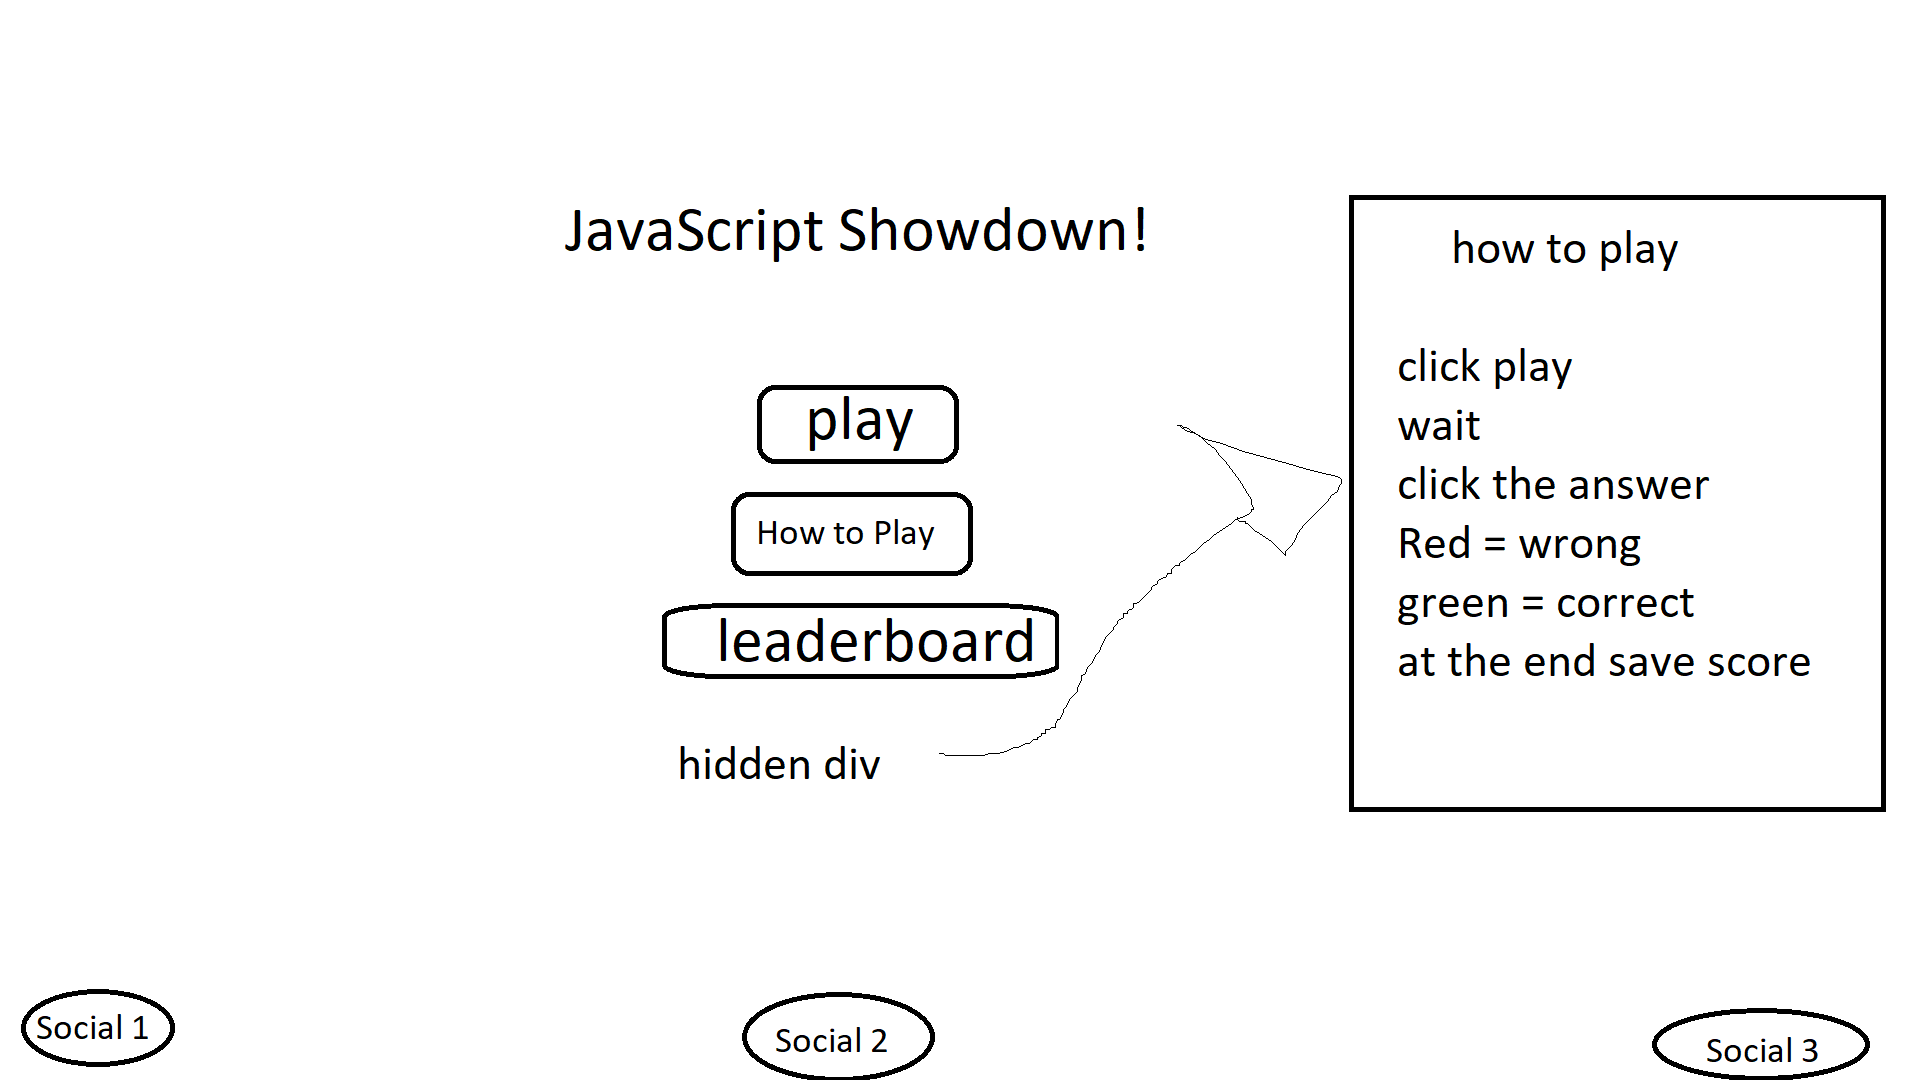 JavaScript Showdown!
play
How to Play
leaderboard
hidden div
how to play
click play
wait
click the answer
Red = wrong
green = correct
at the end save score
Social 1
Social 2
Social 3